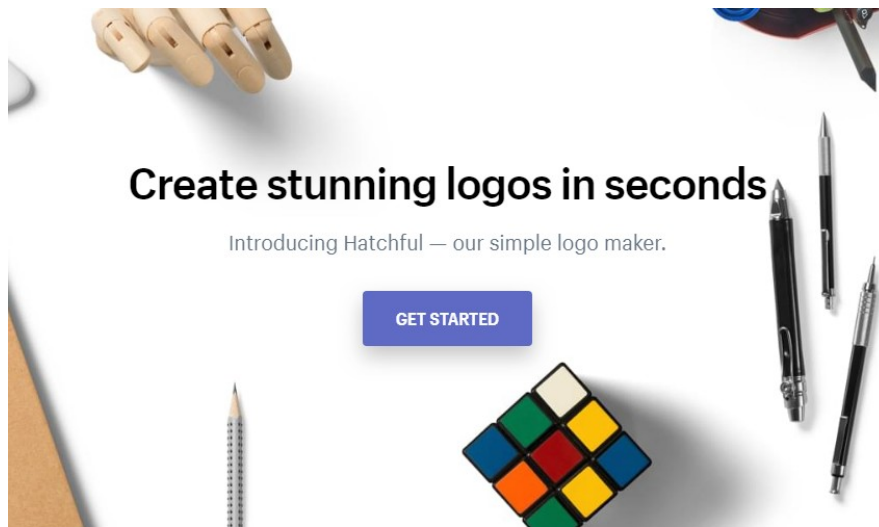 Create stunning logos in seconds
Introducing Hatchful — our simple logo maker.
GET STARTED